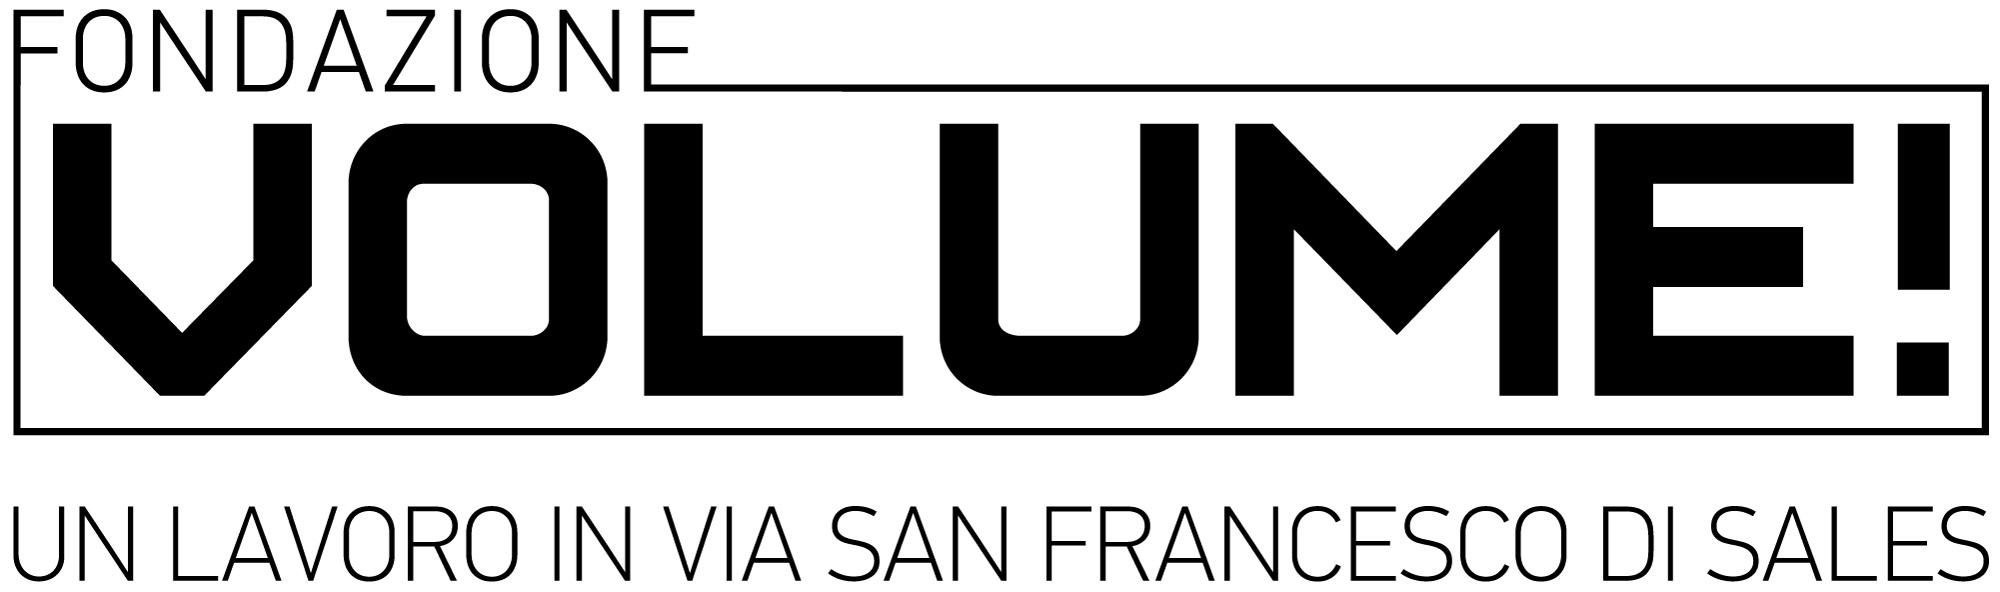 FONDAZIONE
VOLUME!
UN LAVORO IN VIA SAN FRANCESCO DI SALES